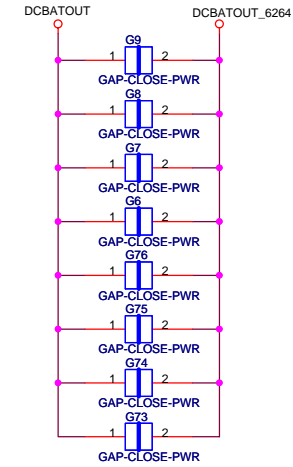 DCBATOUT DCBATOUT_6264
G9
1 2
GAP-CLOSE-PWR
G8
1 2
GAP-CLOSE-PWR
G7
1 2
GAP-CLOSE-PWR
G6
1 2
GAP-CLOSE-PWR
G76
1 2
GAP-CLOSE-PWR
G75
1 2
GAP-CLOSE-PWR
G74
1 2
GAP-CLOSE-PWR
G73
1 2
GAP-CLOSE-PWR